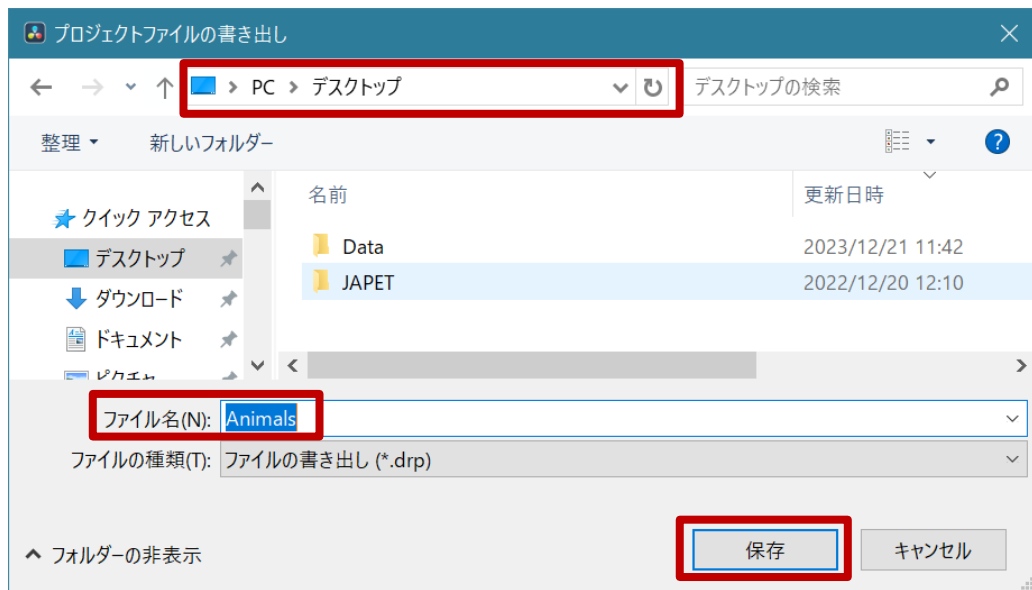 プロジェクトファイルの書き出し
PC > デスクトップ
デスクトップの検索
整理
新しいフォルダー
?
名前
更新日時
クイック アクセス
デスクトップ
ダウンロード
ドキュメント
ピクチャ
Data 2023/12/21 11:42
JAPET 2022/12/20 12:10
ファイル名(N): Animals
ファイルの種類(T): ファイルの書き出し (*.drp)
フォルダーの非表示
保存
キャンセル